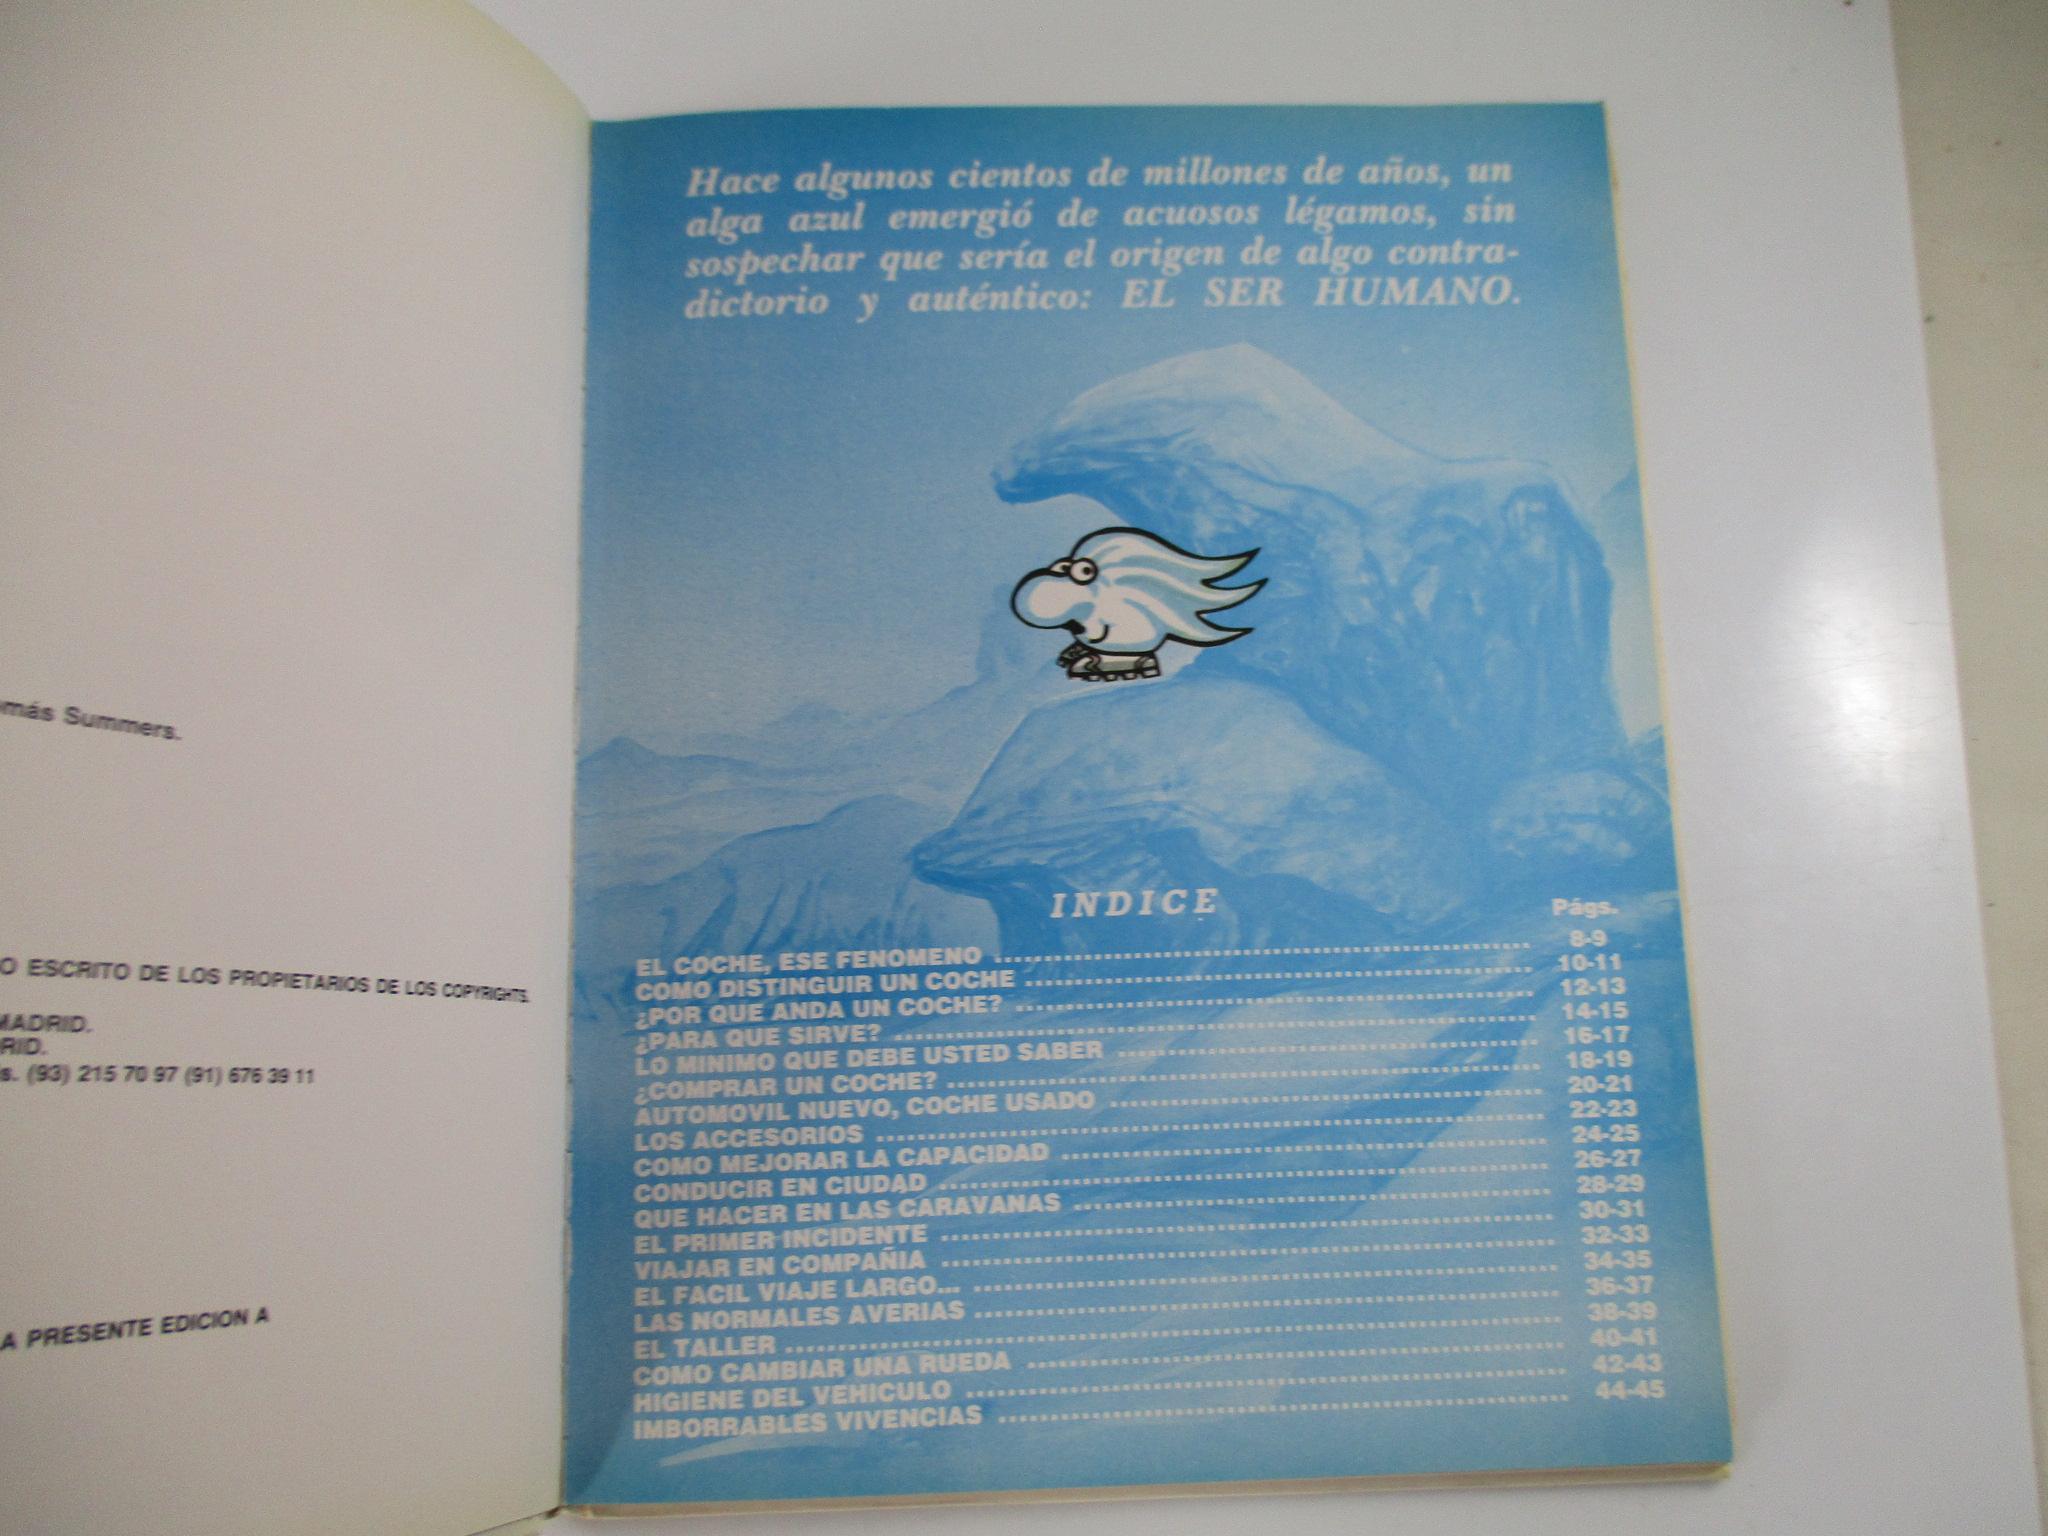 Summers.
O ESCRITO DE LOS PROPIETARIOS DE LOS COPYRIGHTS.
MADRID.
(93) 215 70 97 (91) 676 39 11
A PRESENTE EDICION A
Hace algunos cientos de millones de años, un
alga azul emergió de acuosos légamos, sin
sospechar que sería el origen de algo contra-
dictorio y auténtico: EL SER HUMANO.
INDICE
Págs.
EL COCHE, ESE FENOMENO 8-9
COMO DISTINGUIR UN COCHE 10-11
¿POR QUE ANDA UN COCHE? 12-13
¿PARA QUE SIRVE? 14-15
LO MINIMO QUE DEBE USTED SABER 16-17
¿COMPRAR UN COCHE? 18-19
AUTOMOVIL NUEVO, COCHE USADO 20-21
LOS ACCESORIOS 22-23
COMO MEJORAR LA CAPACIDAD 24-25
CONDUCIR EN CIUDAD 26-27
QUE HACER EN LAS CARAVANAS 28-29
EL PRIMER INCIDENTE 30-31
VIAJAR EN COMPAÑIA 32-33
EL FACIL VIAJE LARGO... 34-35
LAS NORMALES AVERIAS 36-37
EL TALLER 38-39
COMO CAMBIAR UNA RUEDA 40-41
HIGIENE DEL VEHICULO 42-43
IMBORRABLES VIVENCIAS 44-45